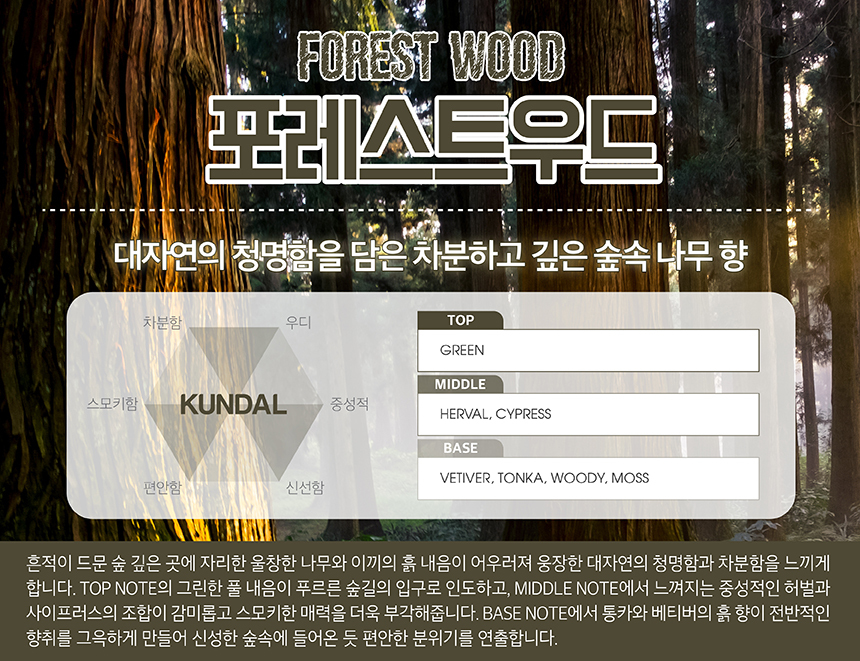 FOREST WOOD
포레스트우드
대자연의 청명함을 담은 차분하고 깊은 숲속 나무 향
차분함
우디
스모키함
KUNDAL
중성적
편안함
신선함
TOP
GREEN
MIDDLE
HERVAL, CYPRESS
BASE
VETIVER, TONKA, WOODY, MOSS
흔적이 드문 숲 깊은 곳에 자리한 울창한 나무와 이끼의 흙 내음이 어우러져 웅장한 대자연의 청명함과 차분함을 느끼게
합니다. TOP NOTE의 그린한 풀 내음이 푸르른 숲길의 입구로 인도하고, MIDDLE NOTE에서 느껴지는 중성적인 허벌과
사이프러스의 조합이 감미롭고 스모키한 매력을 더욱 부각해줍니다. BASE NOTE에서 통카와 베티버의 흙 향이 전반적인
향취를 그윽하게 만들어 신성한 숲속에 들어온 듯 편안한 분위기를 연출합니다.